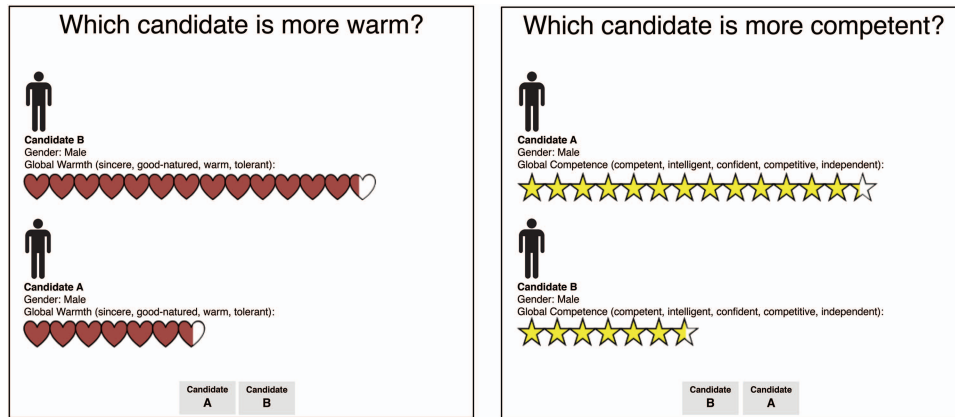 Which candidate is more warm?
Candidate B
Gender: Male
Global Warmth (sincere, good-natured, warm, tolerant):
Candidate A
Gender: Male
Global Warmth (sincere, good-natured, warm, tolerant):
Candidate
A
Candidate
B
Which candidate is more competent?
Candidate A
Gender: Male
Global Competence (competent, intelligent, confident, competitive, independent):
Candidate B
Gender: Male
Global Competence (competent, intelligent, confident, competitive, independent):
Candidate
B
Candidate
A